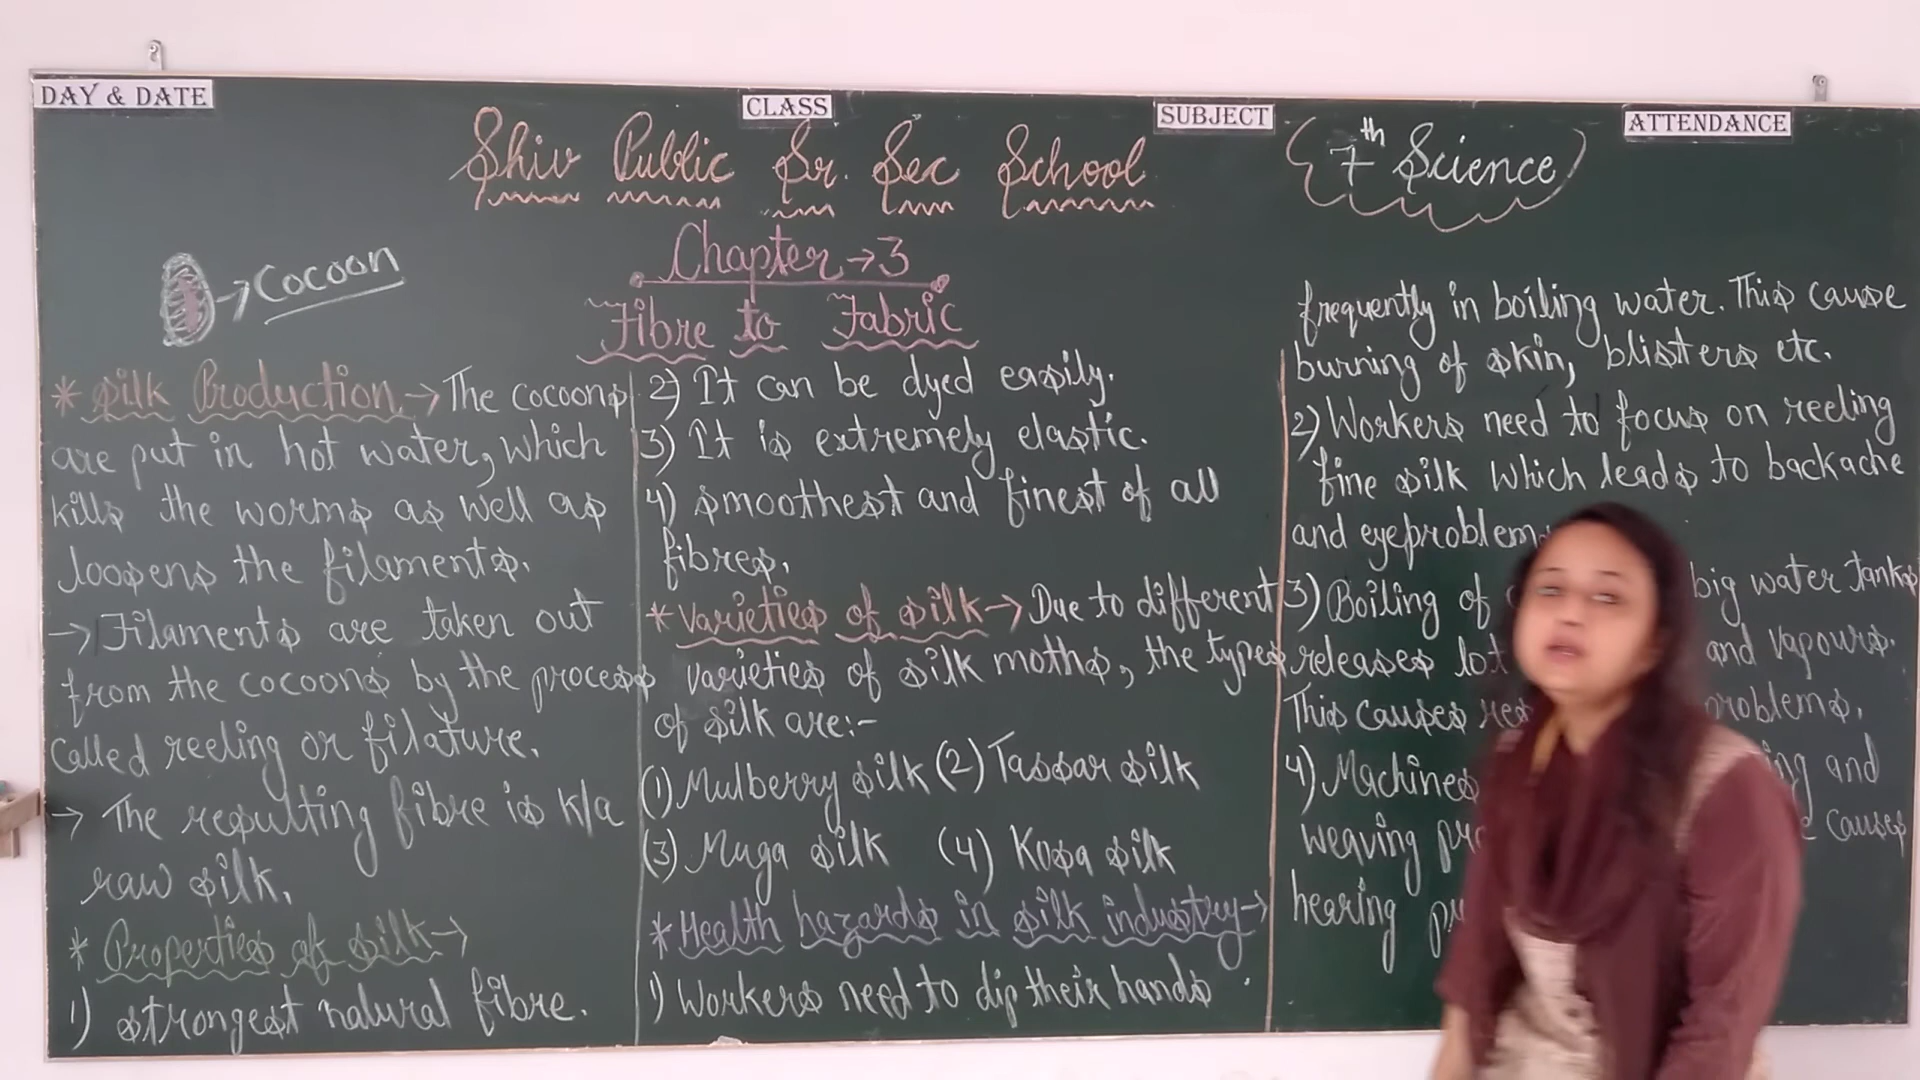 DAY & DATE
CLASS
SUBJECT
ATTENDANCE
Shiv Public Sr. Sec School
7th Science
Chapter → 3
Fibre to Fabric
→ Cocoon
* Silk Production → The cocoons
are put in hot water, which
kills the worms as well as
loosens the filaments.
→ Filaments are taken out
from the cocoons by the process
called reeling or filature.
→ The resulting fibre is k/a
raw silk.
* Properties of silk →
1) strongest natural fibre.
2) It can be dyed easily.
3) It is extremely elastic.
4) smoothest and finest of all
fibres.
* Varieties of silk → Due to different
varieties of silk moths, the types
of silk are:-
(1) Mulberry silk (2) Tassar silk
(3) Muga silk (4) Kosa silk
* Health hazards in silk industry →
1) Workers need to dip their hands
frequently in boiling water. This cause
burning of skin, blisters etc.
2) Workers need to focus on reeling
fine silk which leads to backache
and eyeproblem
3) Boiling of big water tanks
releases lot and vapours.
This causes problems.
4) Machines and
weaving causes
hearing